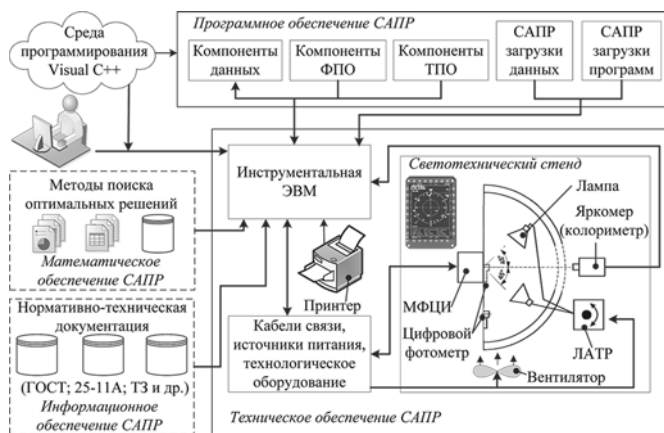 Программное обеспечение САПР
Среда
программирования
Visual C++
Компоненты
данных
Компоненты
ФПО
Компоненты
ТПО
САПР
загрузки
данных
САПР
загрузки
программ
Инструментальная
ЭВМ
Методы поиска
оптимальных решений
Математическое
обеспечение САПР
Нормативно-техническая
документация
(ГОСТ; 25-11А; ТЗ и др.)
Информационное
обеспечение САПР
Принтер
Кабели связи,
источники питания,
технологическое
оборудование
Техническое обеспечение САПР
Светотехнический стенд
Лампа
Яркомер
(колориметр)
МФЦИ
Цифровой
фотометр
ЛАТР
Вентилятор